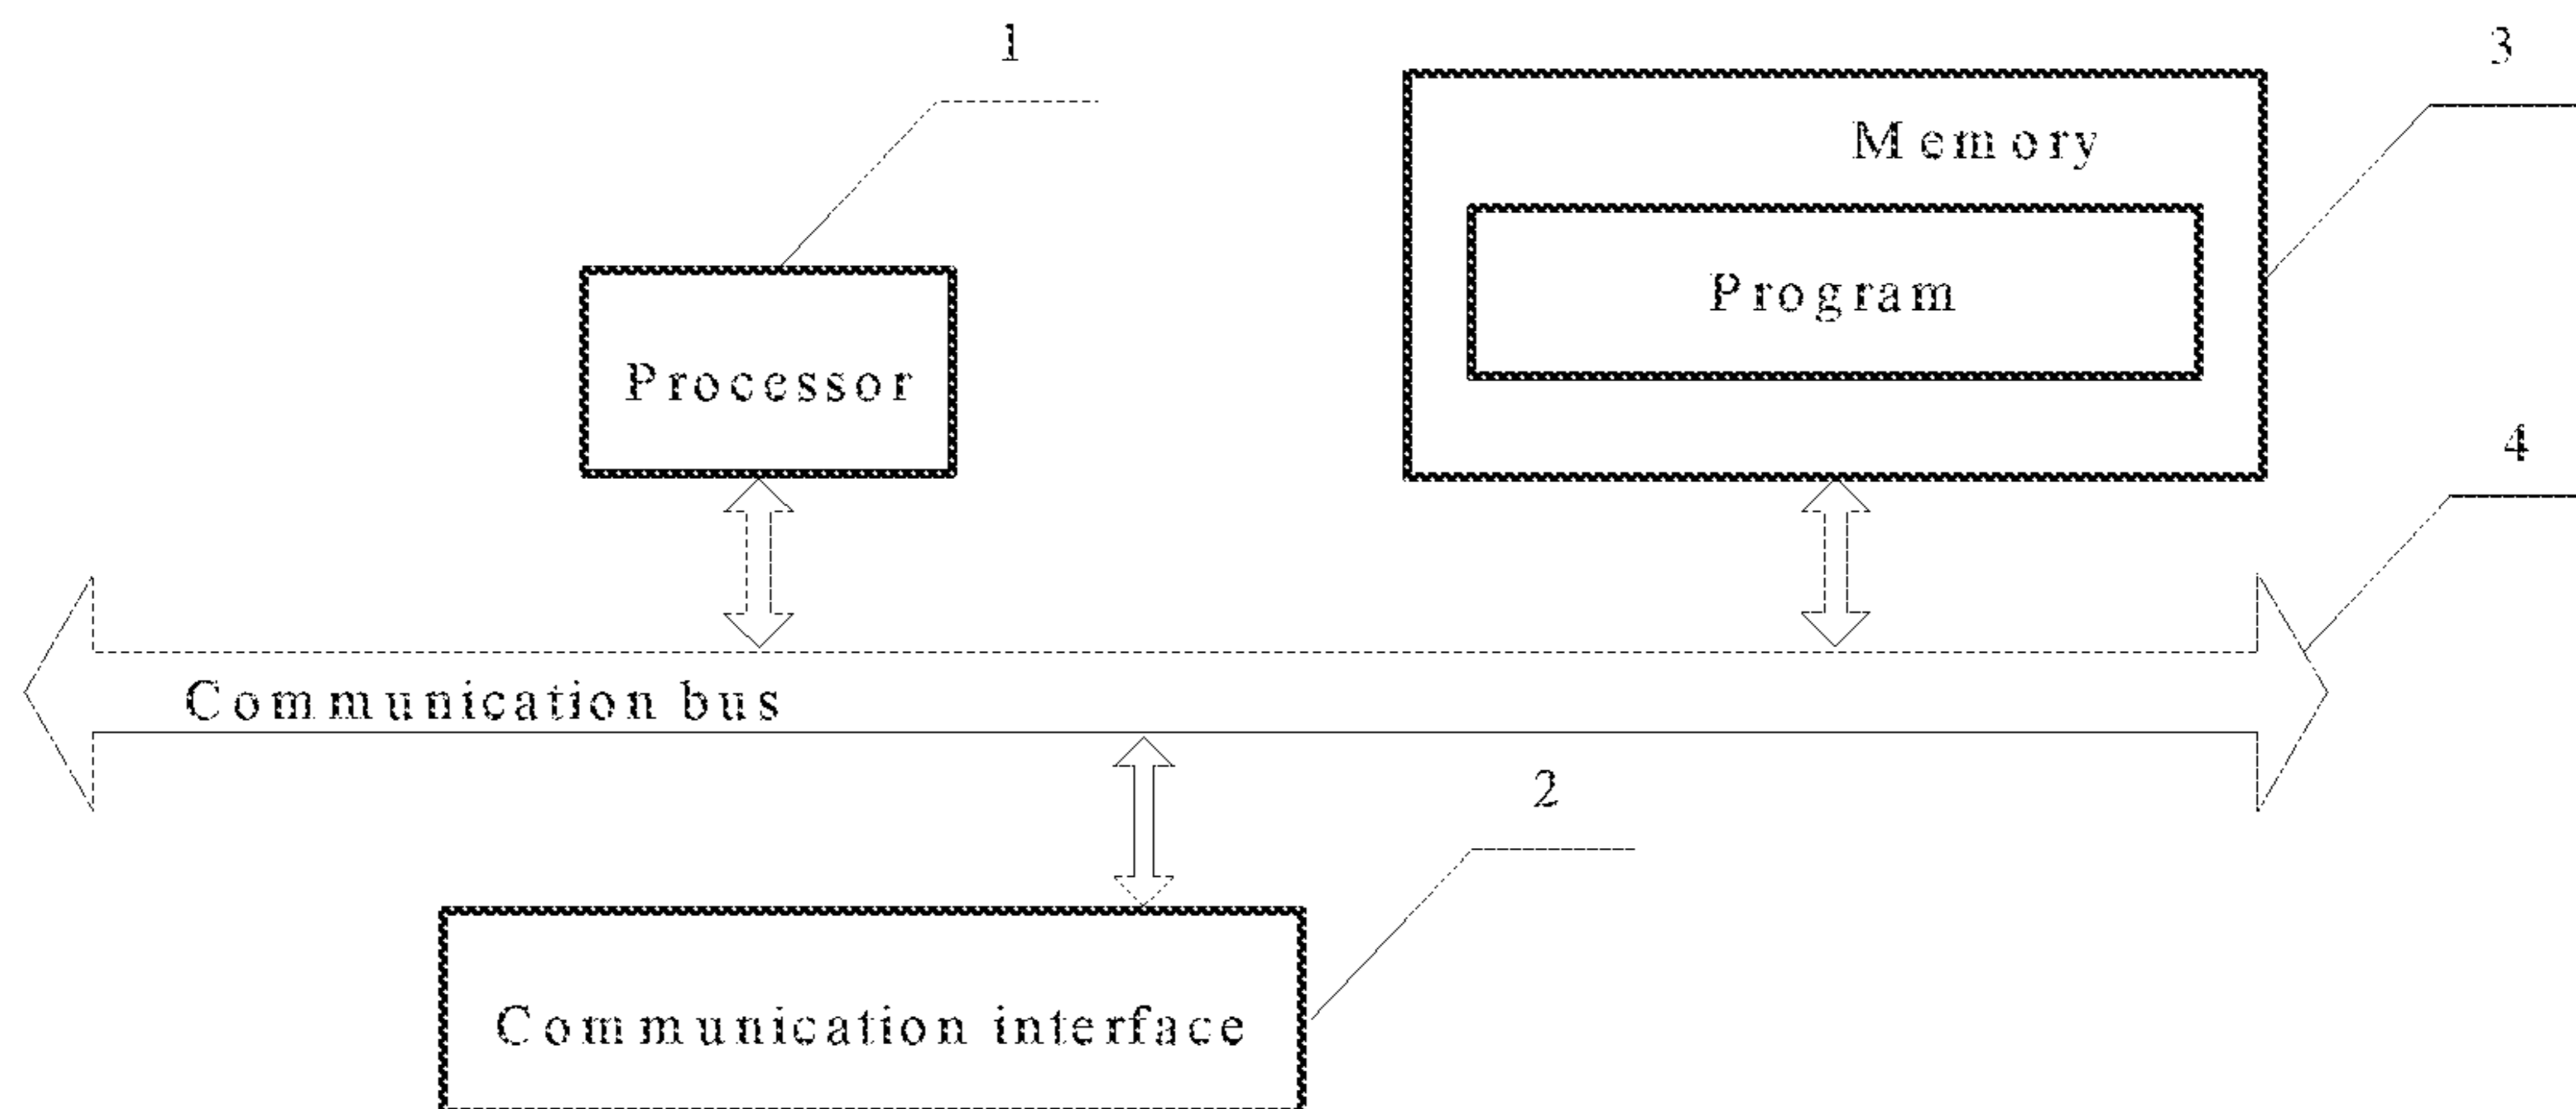 1
3
Memory
Program
Processor
4
Communication bus
2
Communication interface